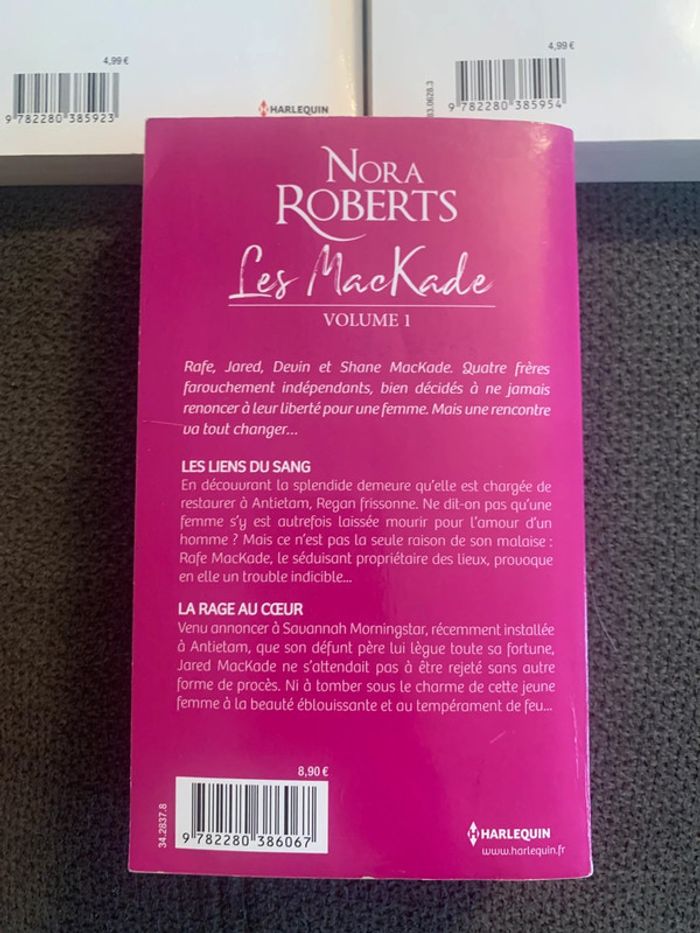 4,99 €
9 782280 385923
HARLEQUIN
4,99 €
83.0628.3
9 782280 385954
NORA
ROBERTS
Les MacKade
VOLUME 1
Rafe, Jared, Devin et Shane MacKade. Quatre frères
farouchement indépendants, bien décidés à ne jamais
renoncer à leur liberté pour une femme. Mais une rencontre
va tout changer...
LES LIENS DU SANG
En découvrant la splendide demeure qu'elle est chargée de
restaurer à Antietam, Regan frissonne. Ne dit-on pas qu'une
femme s'y est autrefois laissée mourir pour l'amour d'un
homme ? Mais ce n'est pas la seule raison de son malaise :
Rafe MacKade, le séduisant propriétaire des lieux, provoque
en elle un trouble indicible...
LA RAGE AU CŒUR
Venu annoncer à Savannah Morningstar, récemment installée
à Antietam, que son défunt père lui lègue toute sa fortune,
Jared MacKade ne s'attendait pas à être rejeté sans autre
forme de procès. Ni à tomber sous le charme de cette jeune
femme à la beauté éblouissante et au tempérament de feu...
8,90 €
34.2837.8
9 782280 386067
HARLEQUIN
www.harlequin.fr